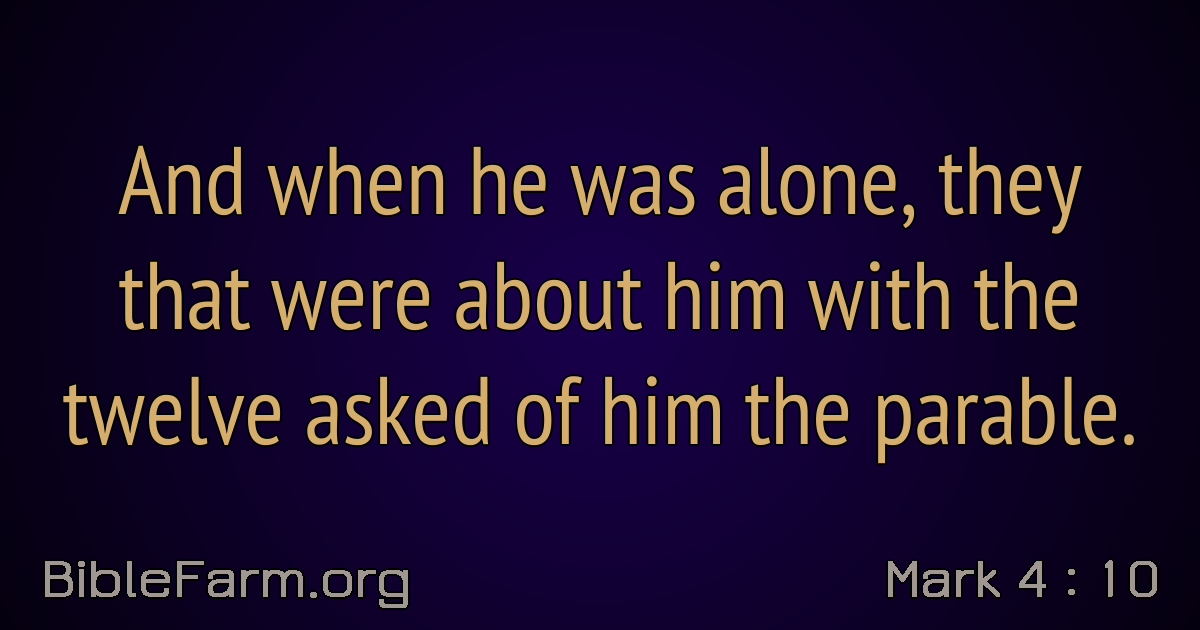 And when he was alone, they
that were about him with the
twelve asked of him the parable.
BibleFarm.org
Mark 4 : 10